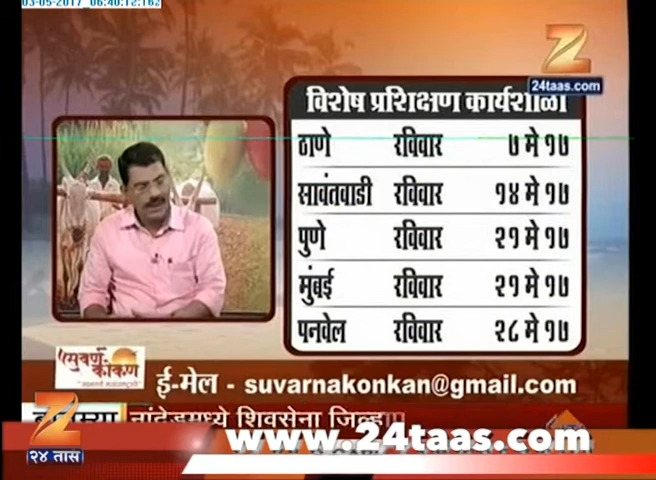 03-05-2017_06:40:12:162
24taas.com
विशेष प्रशिक्षण कार्यशाळा
ठाणे रविवार ७ मे १७
सावंतवाडी रविवार १४ मे १७
पुणे रविवार २१ मे १७
मुंबई रविवार २१ मे १७
पनवेल रविवार २८ मे १७
सुवर्ण कोकण
ई-मेल - suvarnakonkan@gmail.com
नांदेडमध्ये शिवसेना
www.24taas.com
२४ तास